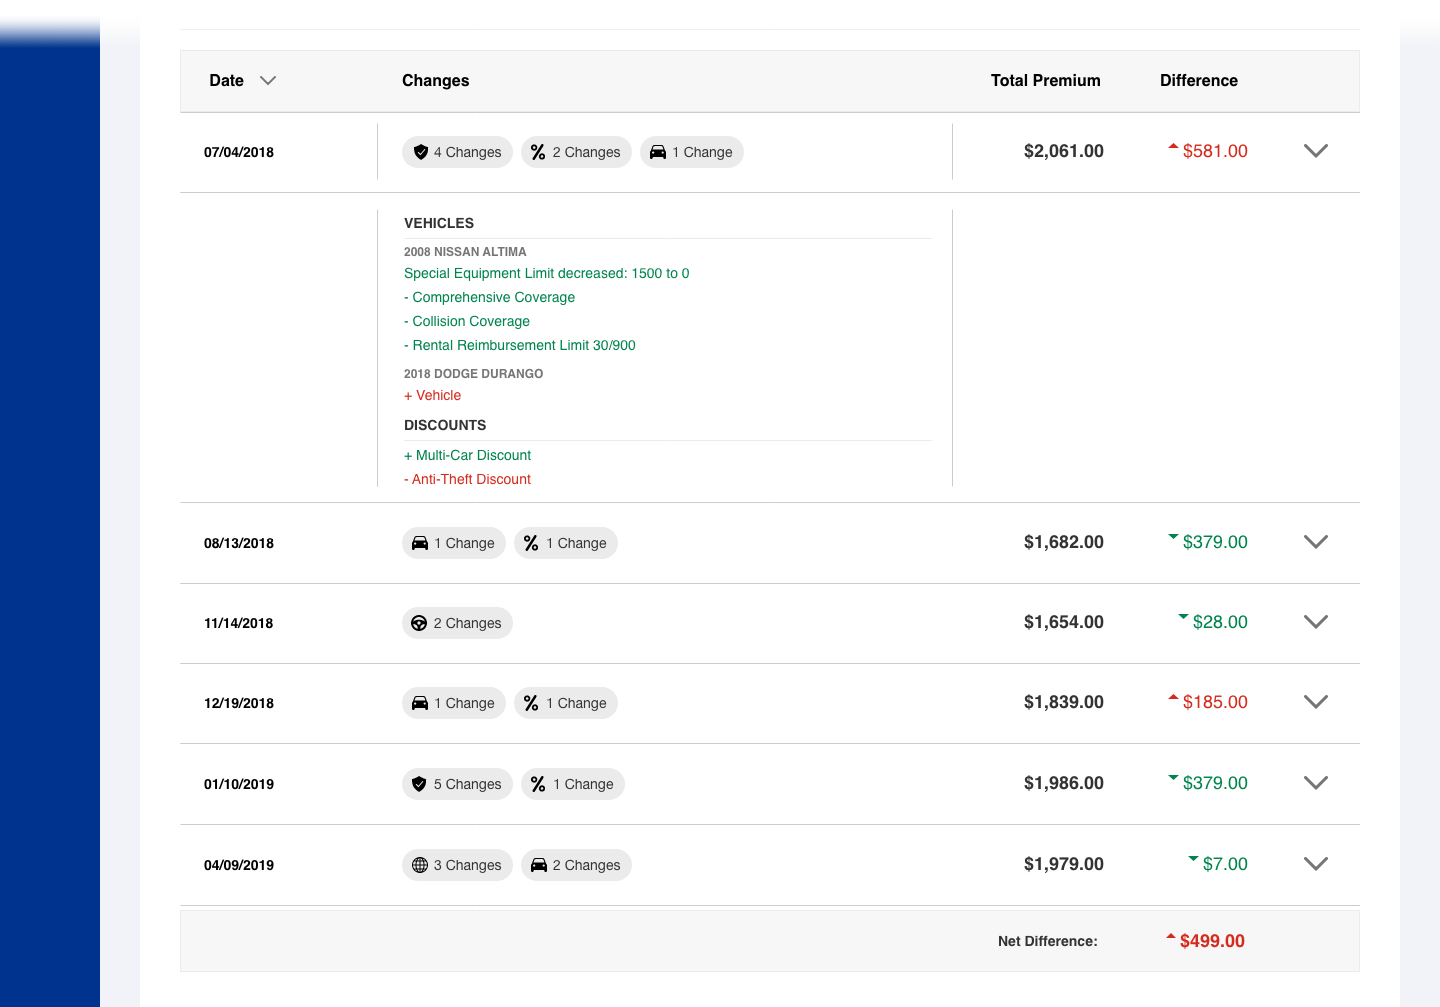 Date Changes Total Premium Difference
07/04/2018 4 Changes 2 Changes 1 Change $2,061.00 $581.00
VEHICLES
2008 NISSAN ALTIMA
Special Equipment Limit decreased: 1500 to 0
- Comprehensive Coverage
- Collision Coverage
- Rental Reimbursement Limit 30/900
2018 DODGE DURANGO
+ Vehicle
DISCOUNTS
+ Multi-Car Discount
- Anti-Theft Discount
08/13/2018 1 Change 1 Change $1,682.00 $379.00
11/14/2018 2 Changes $1,654.00 $28.00
12/19/2018 1 Change 1 Change $1,839.00 $185.00
01/10/2019 5 Changes 1 Change $1,986.00 $379.00
04/09/2019 3 Changes 2 Changes $1,979.00 $7.00
Net Difference: $499.00